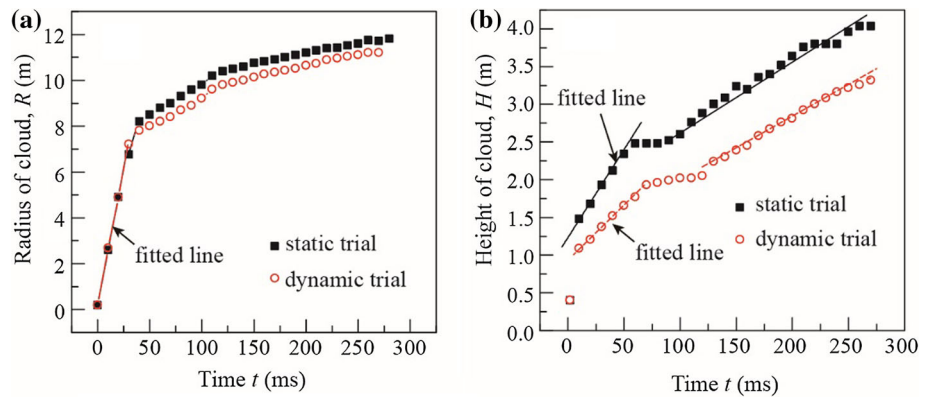 (a)
Radius of cloud, R (m)
12
10
8
6
4
2
0
fitted line
static trial
dynamic trial
0 50 100 150 200 250 300
Time t (ms)
(b)
Height of cloud, H (m)
4.0
3.5
3.0
2.5
2.0
1.5
1.0
0.5
0.0
fitted line
static trial
dynamic trial
fitted line
0 50 100 150 200 250 300
Time t (ms)